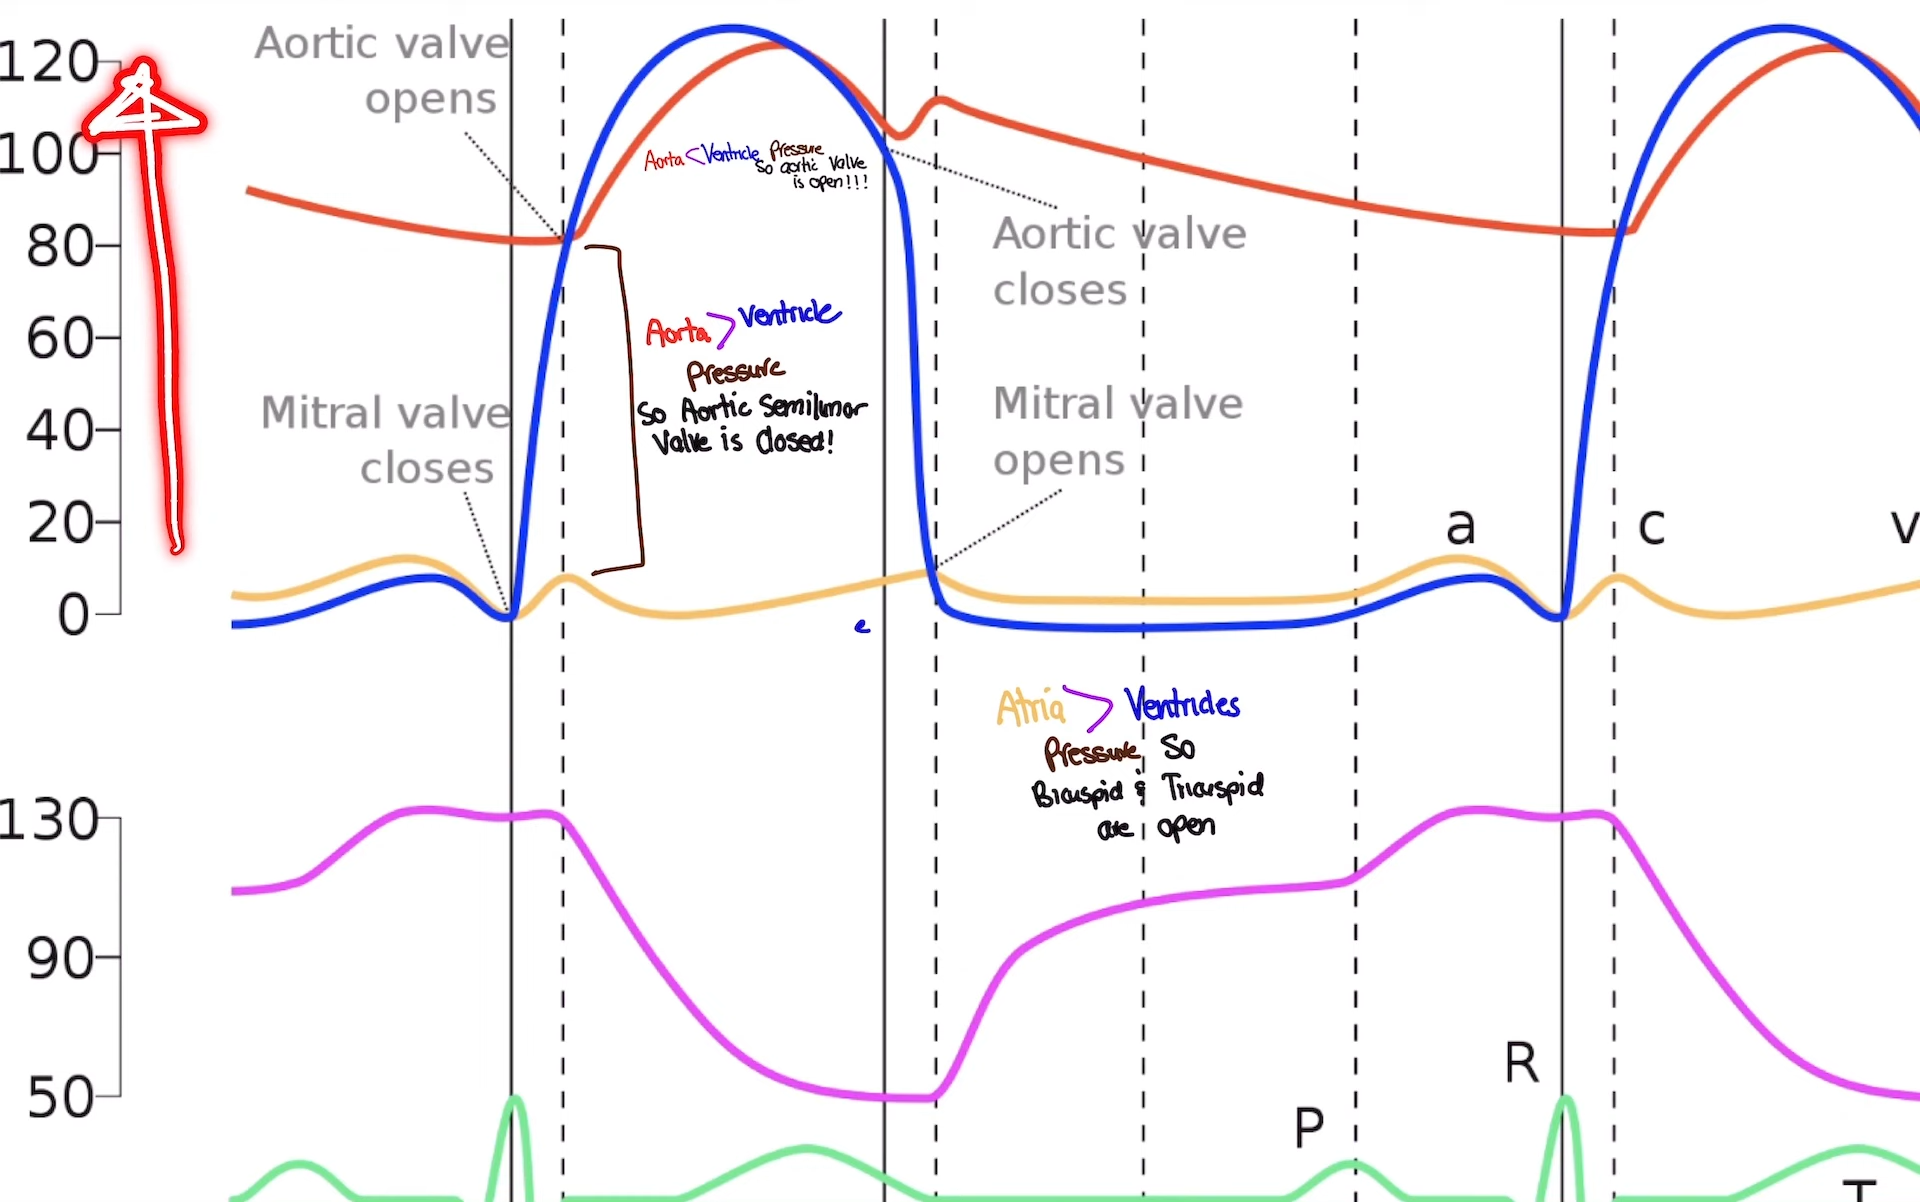 120
100
80
60
40
20
0
Aortic valve
opens
Aorta < Ventricle Pressure
So aortic Valve
is open!!!
Aortic valve
closes
Aorta > Ventricle
Pressure
So Aortic Semilunar
Valve is Closed!
Mitral valve
closes
Mitral valve
opens
a
c
v
e
Atria > Ventricles
Pressure So
Bicuspid & Tricuspid
are open
130
90
50
R
P
T